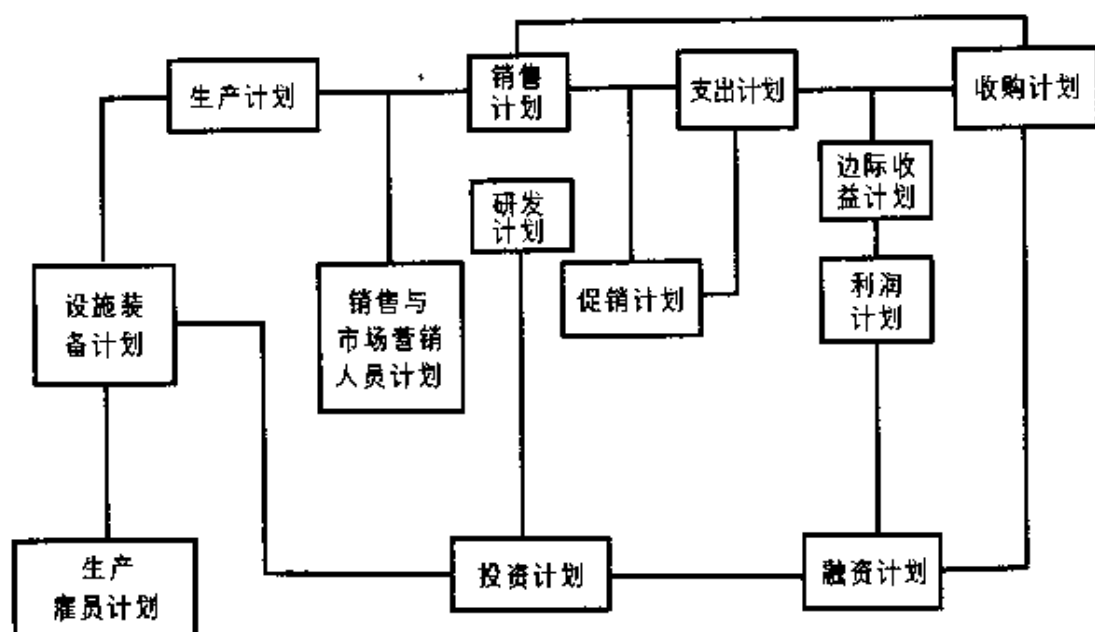 生产计划
销售
计划
支出计划
收购计划
边际收
益计划
研发
计划
设施装
备计划
销售与
市场营销
人员计划
促销计划
利润
计划
生产
雇员计划
投资计划
融资计划